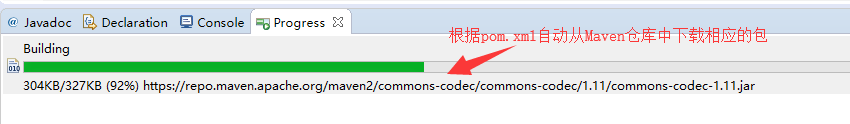 @ Javadoc Declaration Console Progress
根据pom.xml自动从Maven仓库中下载相应的包
Building
010
304KB/327KB (92%) https://repo.maven.apache.org/maven2/commons-codec/commons-codec/1.11/commons-codec-1.11.jar